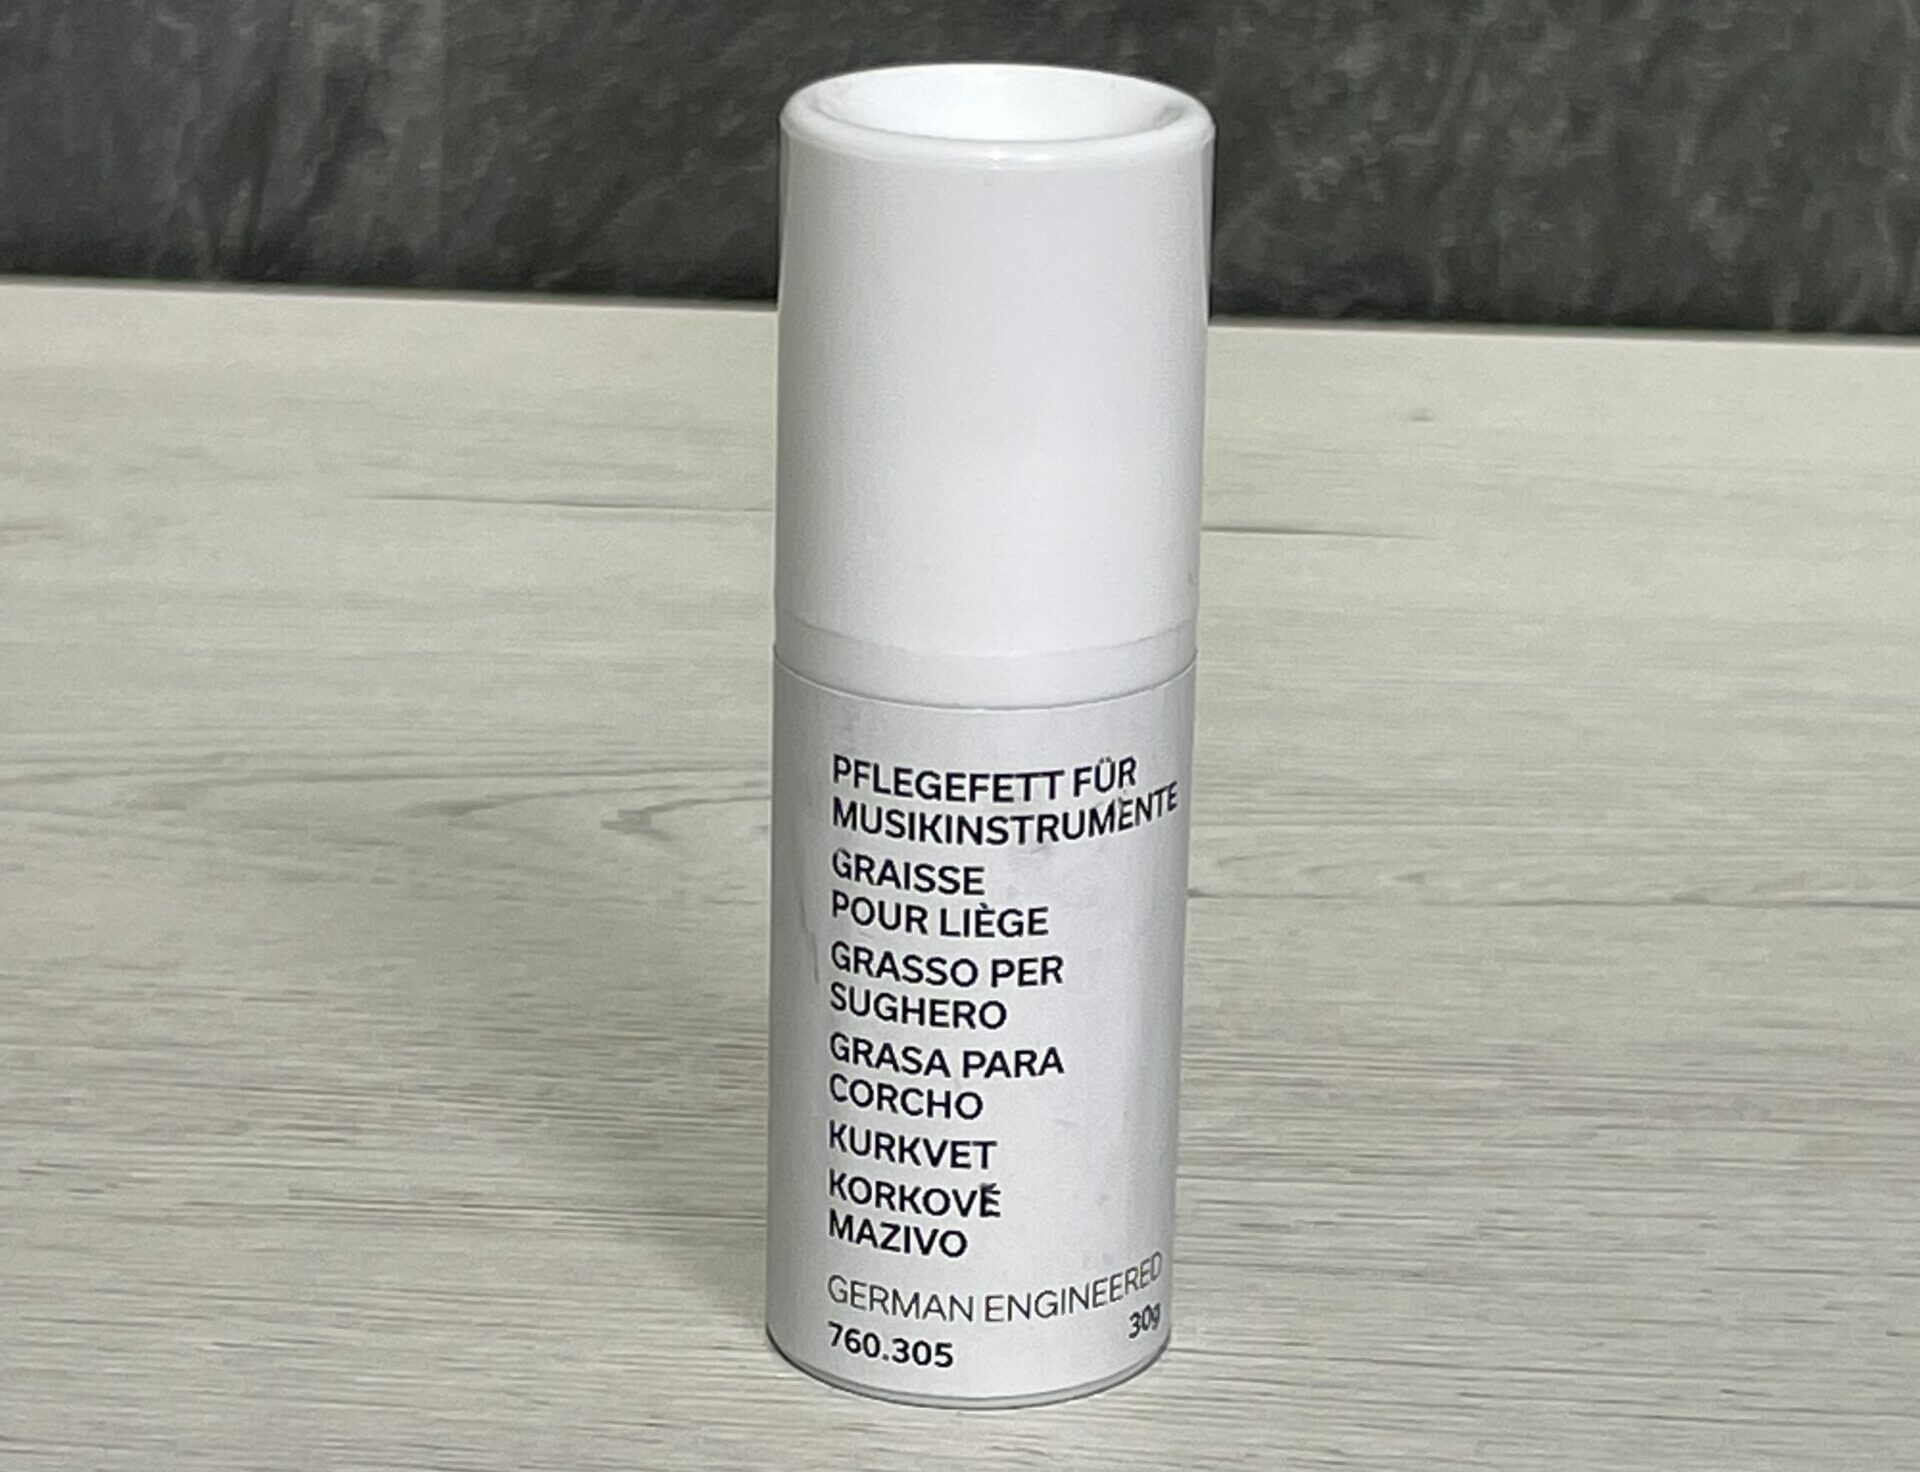 PFLEGEFETT FÜR
MUSIKINSTRUMENTE
GRAISSE
POUR LIÈGE
GRASSO PER
SUGHERO
GRASA PARA
CORCHO
KURKVET
KORKOVÉ
MAZIVO
GERMAN ENGINEERED
30g
760.305